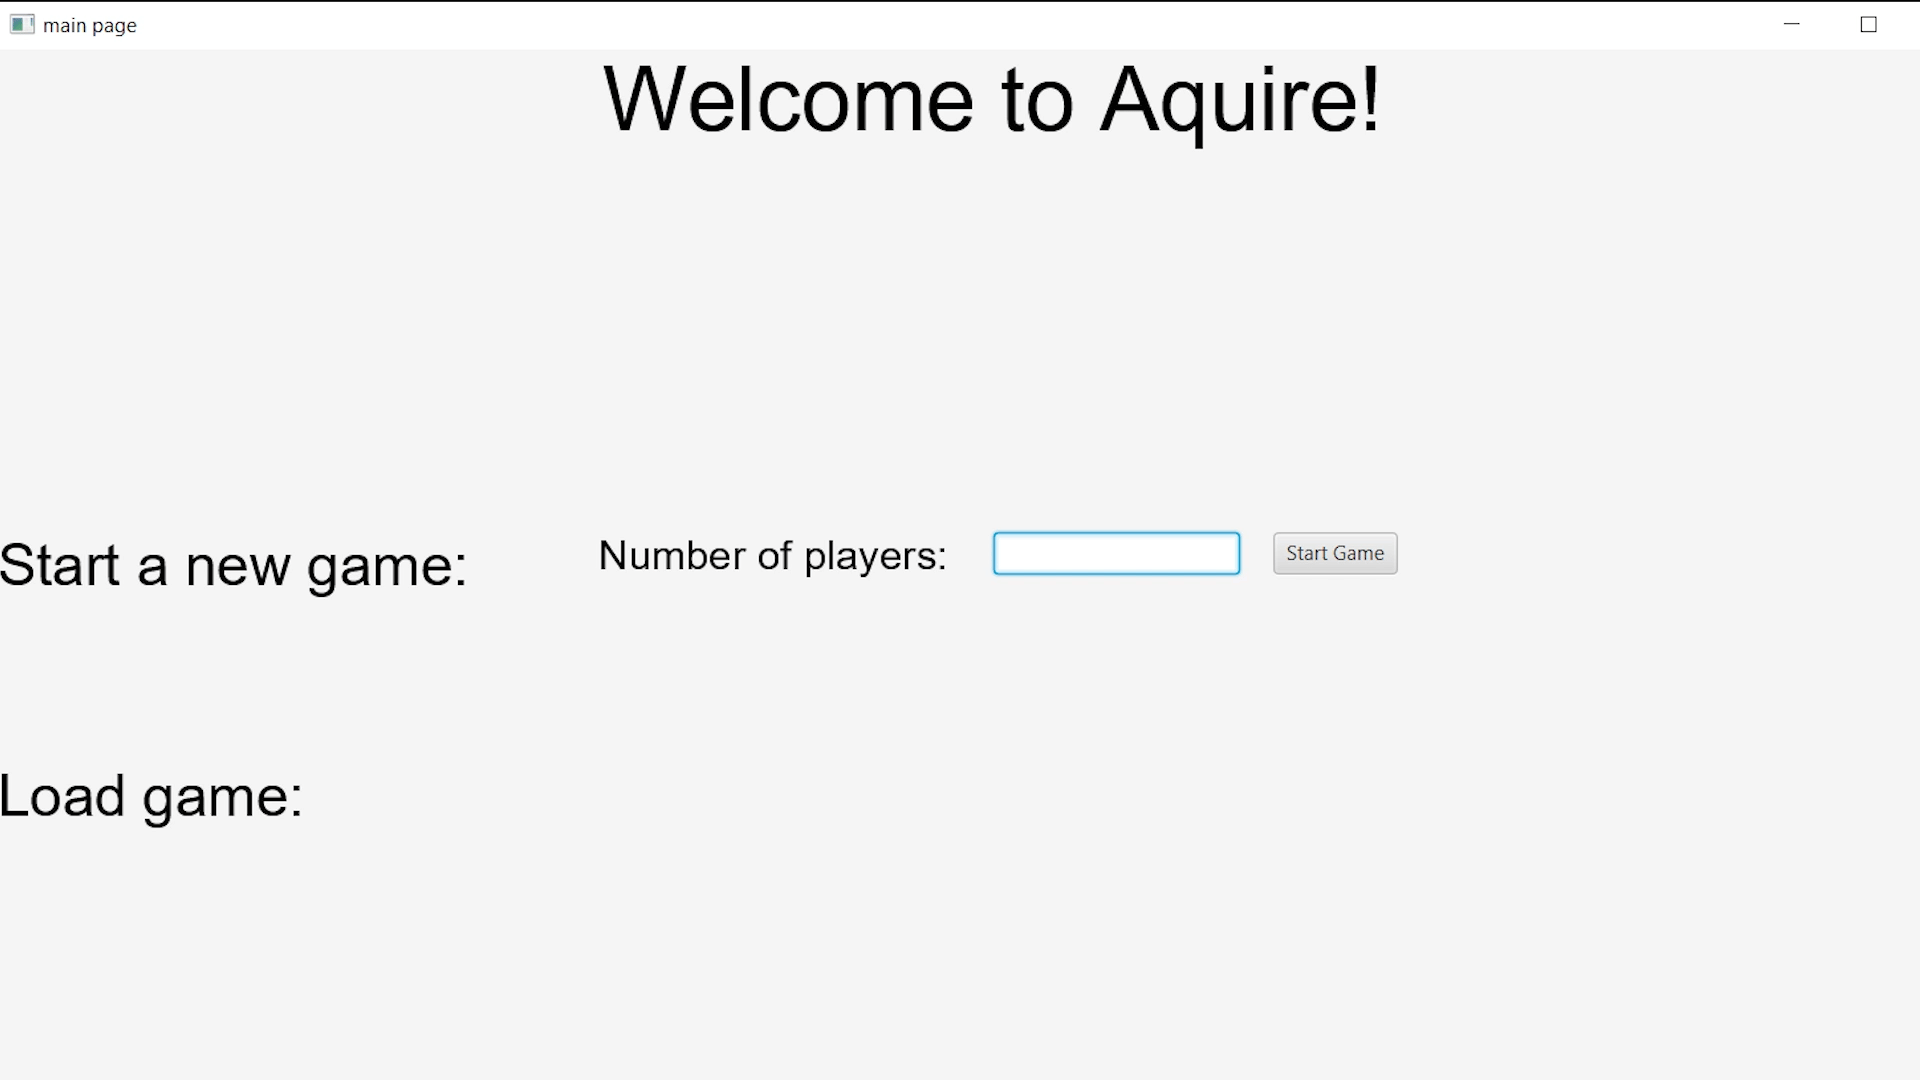 main page
Welcome to Aquire!
Start a new game:
Number of players:
Start Game
Load game: